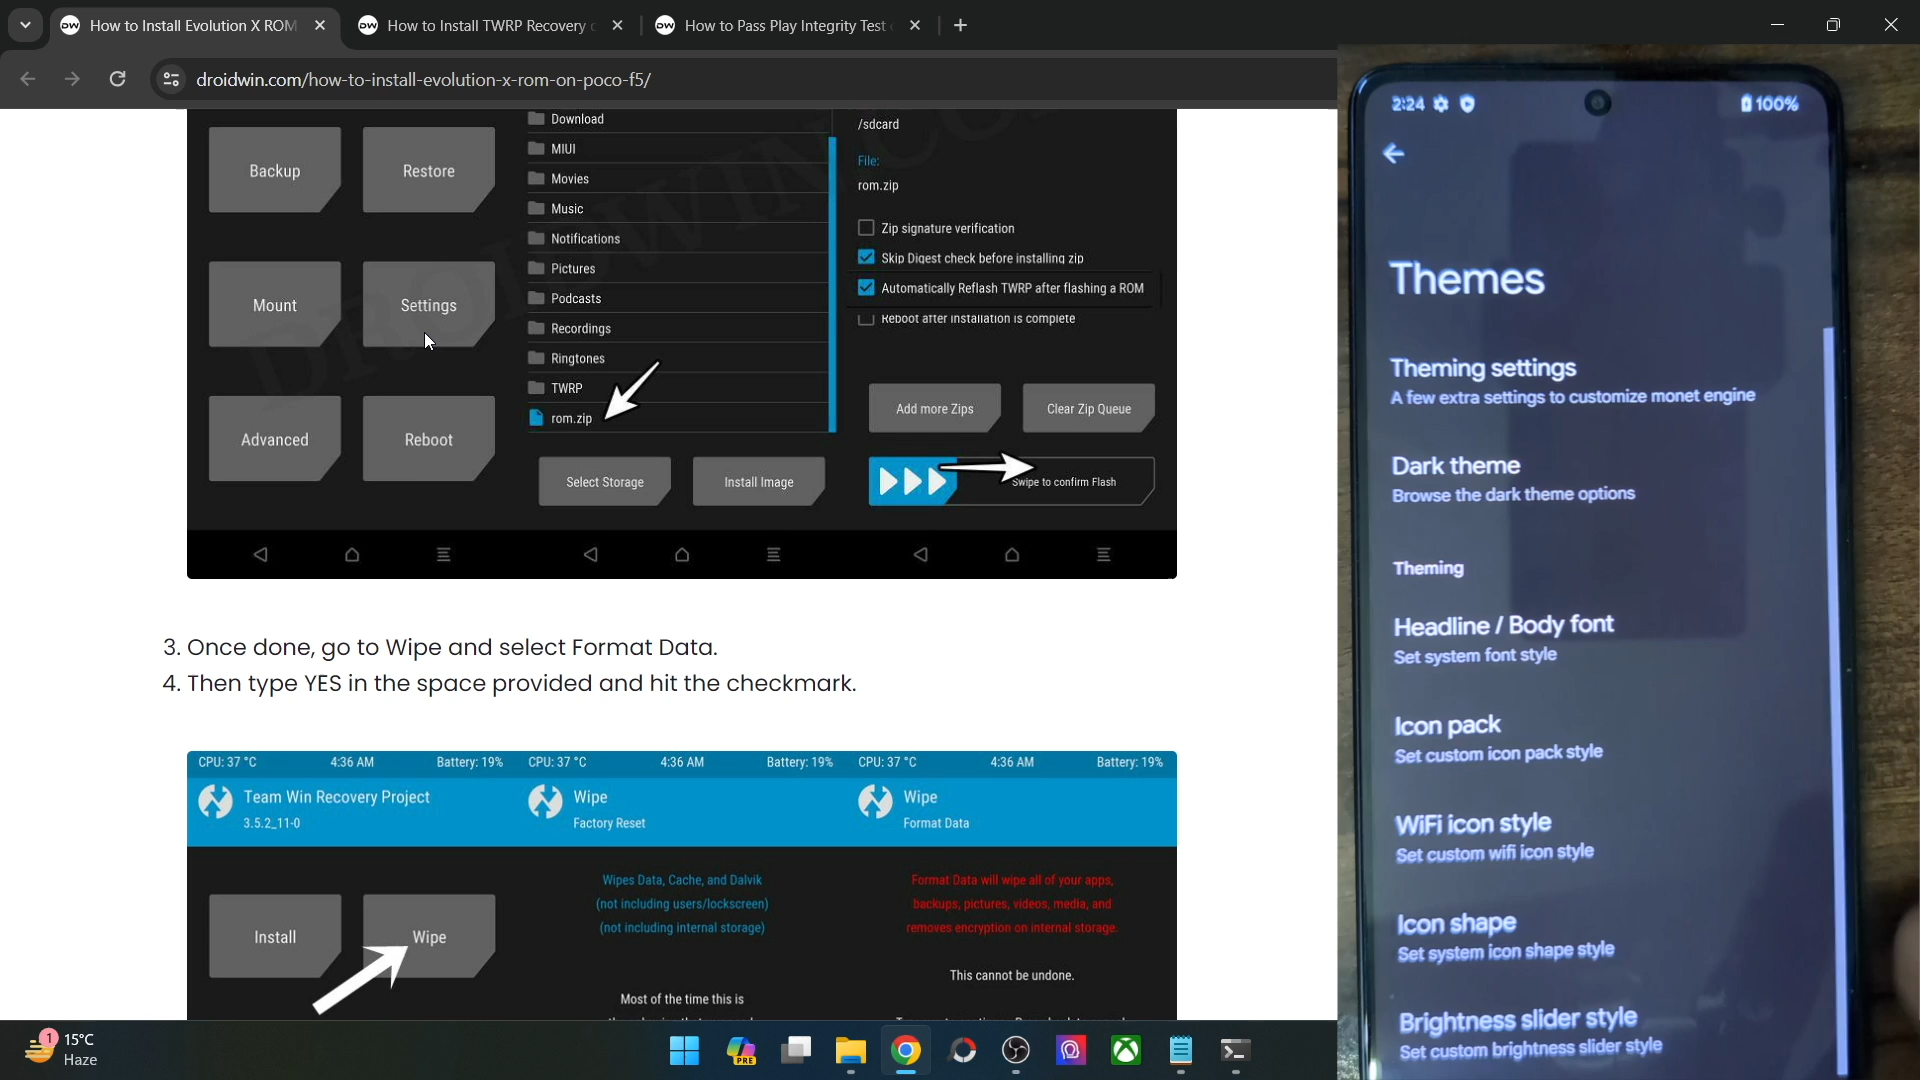 How to Install Evolution X ROM
How to Install TWRP Recovery
How to Pass Play Integrity Test
droidwin.com/how-to-install-evolution-x-rom-on-poco-f5/
Backup
Restore
Mount
Settings
Advanced
Reboot
Download
MIUI
Movies
Music
Notifications
Pictures
Podcasts
Recordings
Ringtones
TWRP
rom.zip
Select Storage
Install Image
/sdcard
File:
rom.zip
Zip signature verification
Skip Digest check before installing zip
Automatically Reflash TWRP after flashing a ROM
Reboot after installation is complete
Add more Zips
Clear Zip Queue
Swipe to confirm Flash
3. Once done, go to Wipe and select Format Data.
4. Then type YES in the space provided and hit the checkmark.
CPU: 37 °C 4:36 AM Battery: 19%
Team Win Recovery Project
3.5.2_11-0
Install
Wipe
CPU: 37 °C 4:36 AM Battery: 19%
Wipe
Factory Reset
Wipes Data, Cache, and Dalvik
(not including users/lockscreen)
(not including internal storage)
Most of the time this is
CPU: 37 °C 4:36 AM Battery: 19%
Wipe
Format Data
Format Data will wipe all of your apps,
backups, pictures, videos, media, and
removes encryption on internal storage.
This cannot be undone.
1
15°C
Haze
PRE
2:24
100%
Themes
Theming settings
A few extra settings to customize monet engine
Dark theme
Browse the dark theme options
Theming
Headline / Body font
Set system font style
Icon pack
Set custom icon pack style
WiFi icon style
Set custom wifi icon style
Icon shape
Set system icon shape style
Brightness slider style
Set custom brightness slider style